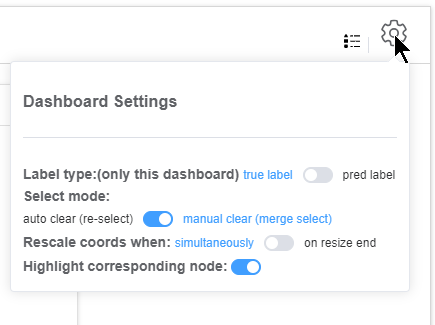 Dashboard Settings
Label type:(only this dashboard) true label pred label
Select mode:
auto clear (re-select) manual clear (merge select)
Rescale coords when: simultaneously on resize end
Highlight corresponding node: